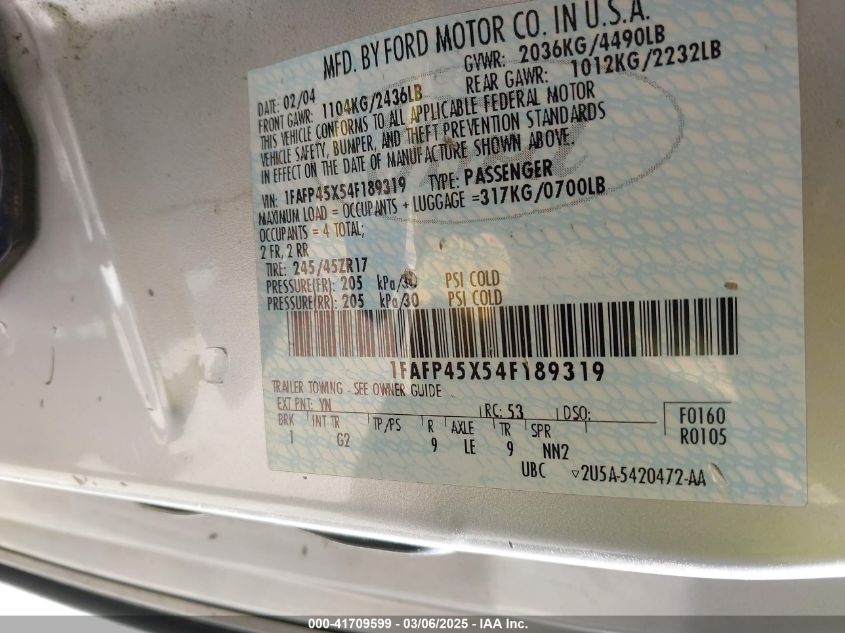 MFD. BY FORD MOTOR CO. IN U.S.A.
DATE: 02/04 GVWR: 2036KG/4490LB
FRONT GAWR: 1104KG/2436LB REAR GAWR: 1012KG/2232LB
THIS VEHICLE CONFORMS TO ALL APPLICABLE FEDERAL MOTOR
VEHICLE SAFETY, BUMPER, AND THEFT PREVENTION STANDARDS
IN EFFECT ON THE DATE OF MANUFACTURE SHOWN ABOVE.
VIN: 1FAFP45X54F189319 TYPE: PASSENGER
MAXIMUM LOAD = OCCUPANTS + LUGGAGE =317KG/0700LB
OCCUPANTS = 4 TOTAL;
2 FR, 2 RR
TIRE: 245/45ZR17
PRESSURE(FR): 205 kPa/30 PSI COLD
PRESSURE(RR): 205 kPa/30 PSI COLD
1FAFP45X54F189319
TRAILER TOWING - SEE OWNER GUIDE
EXT PNT: YN RC: 53 DSO: F0160
BRK INT TR TP/PS R AXLE TR SPR R0105
1 G2 9 LE 9 NN2
UBC ▿2U5A-5420472-AA
000-41709599 — 03/06/2025 — IAA Inc.